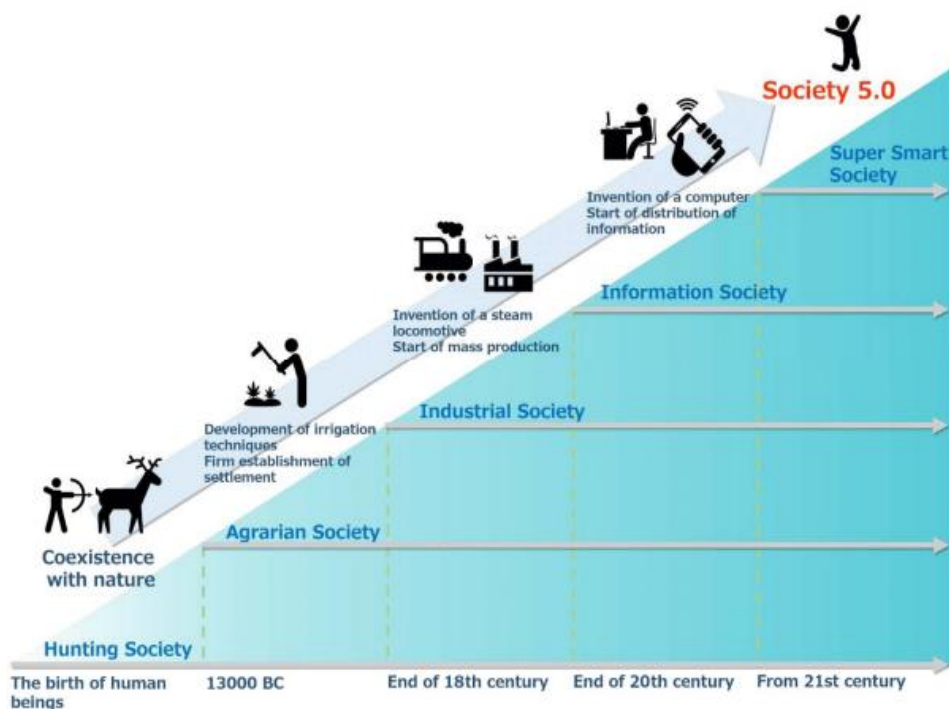 Society 5.0
Super Smart
Society
Invention of a computer
Start of distribution of
information
Information Society
Invention of a steam
locomotive
Start of mass production
Industrial Society
Development of irrigation
techniques
Firm establishment of
settlement
Agrarian Society
Coexistence
with nature
Hunting Society
The birth of human
beings
13000 BC
End of 18th century
End of 20th century
From 21st century